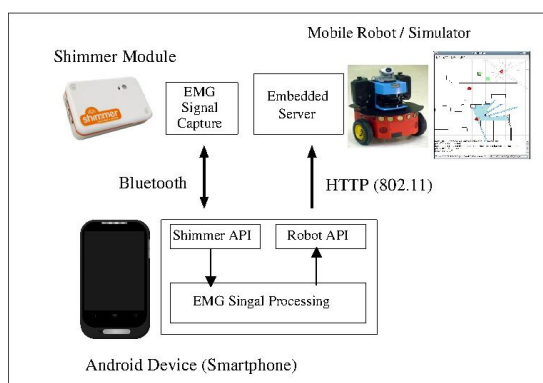 Mobile Robot / Simulator
Shimmer Module
EMG
Signal
Capture
Embedded
Server
shimmer
Bluetooth
HTTP (802.11)
Shimmer API
Robot API
EMG Singal Processing
Android Device (Smartphone)